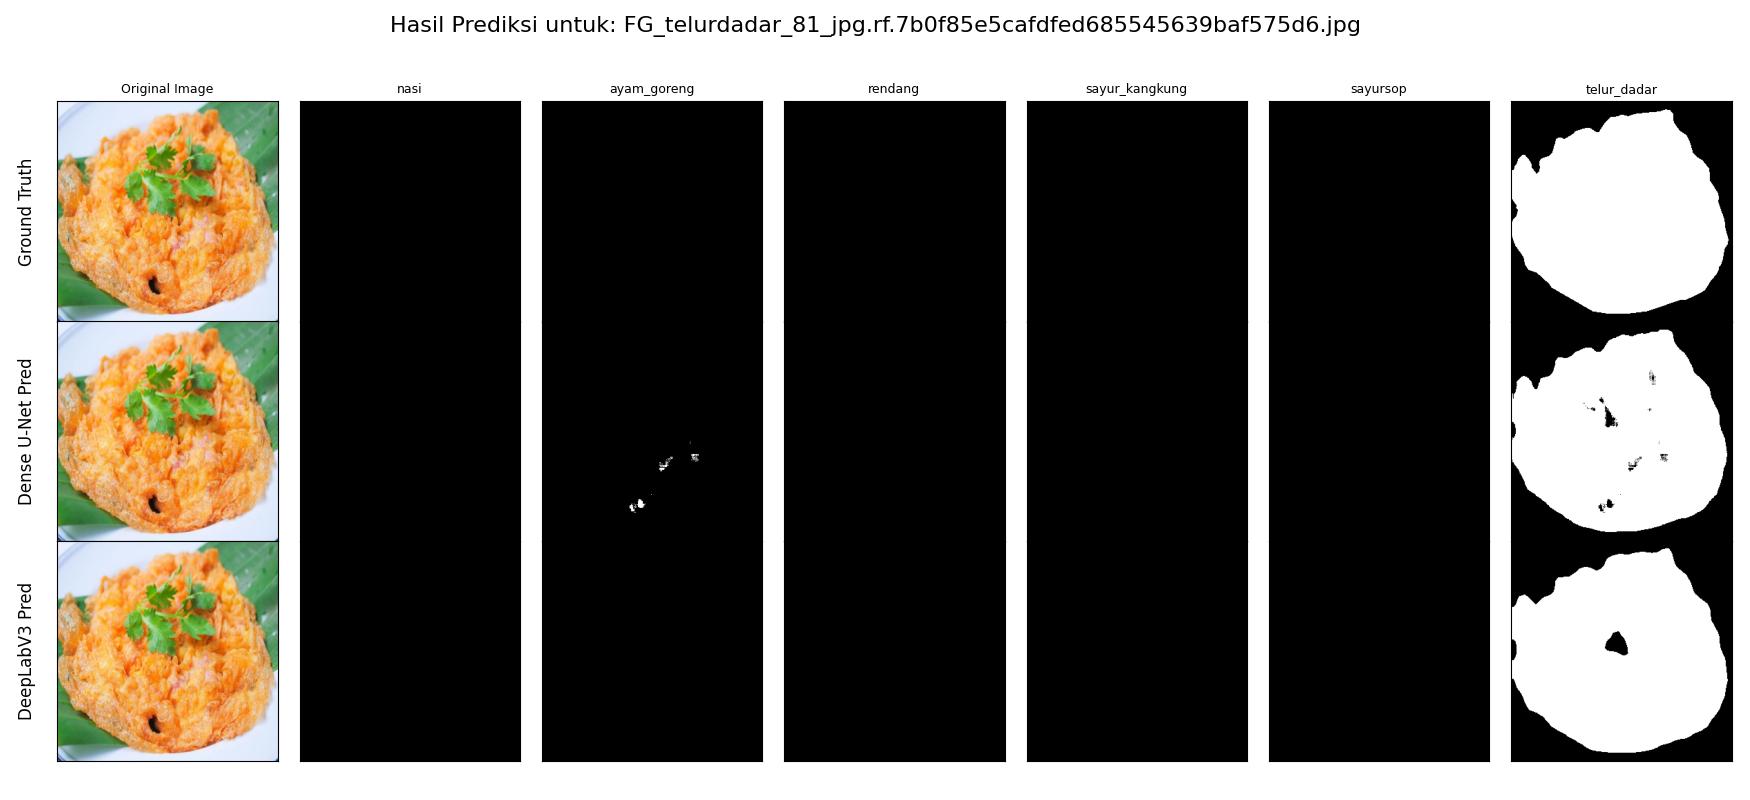 Hasil Prediksi untuk: FG_telurdadar_81_jpg.rf.7b0f85e5cafdfed685545639baf575d6.jpg
Original Image
nasi
ayam_goreng
rendang
sayur_kangkung
sayursop
telur_dadar
Ground Truth
Dense U-Net Pred
DeepLabV3 Pred